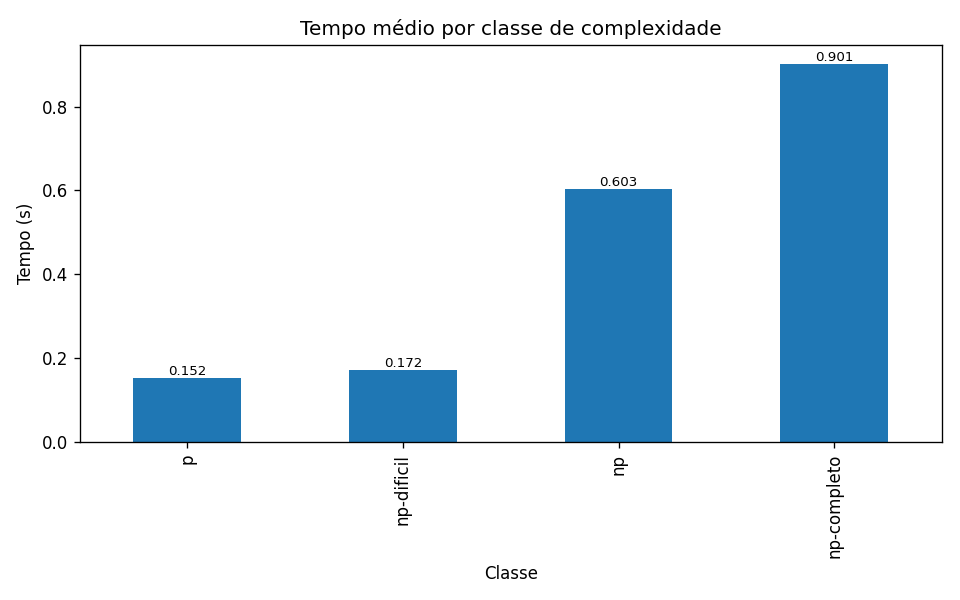 Tempo médio por classe de complexidade
Tempo (s)
0.8
0.6
0.4
0.2
0.0
0.152
0.172
0.603
0.901
p
np-dificil
np
np-completo
Classe